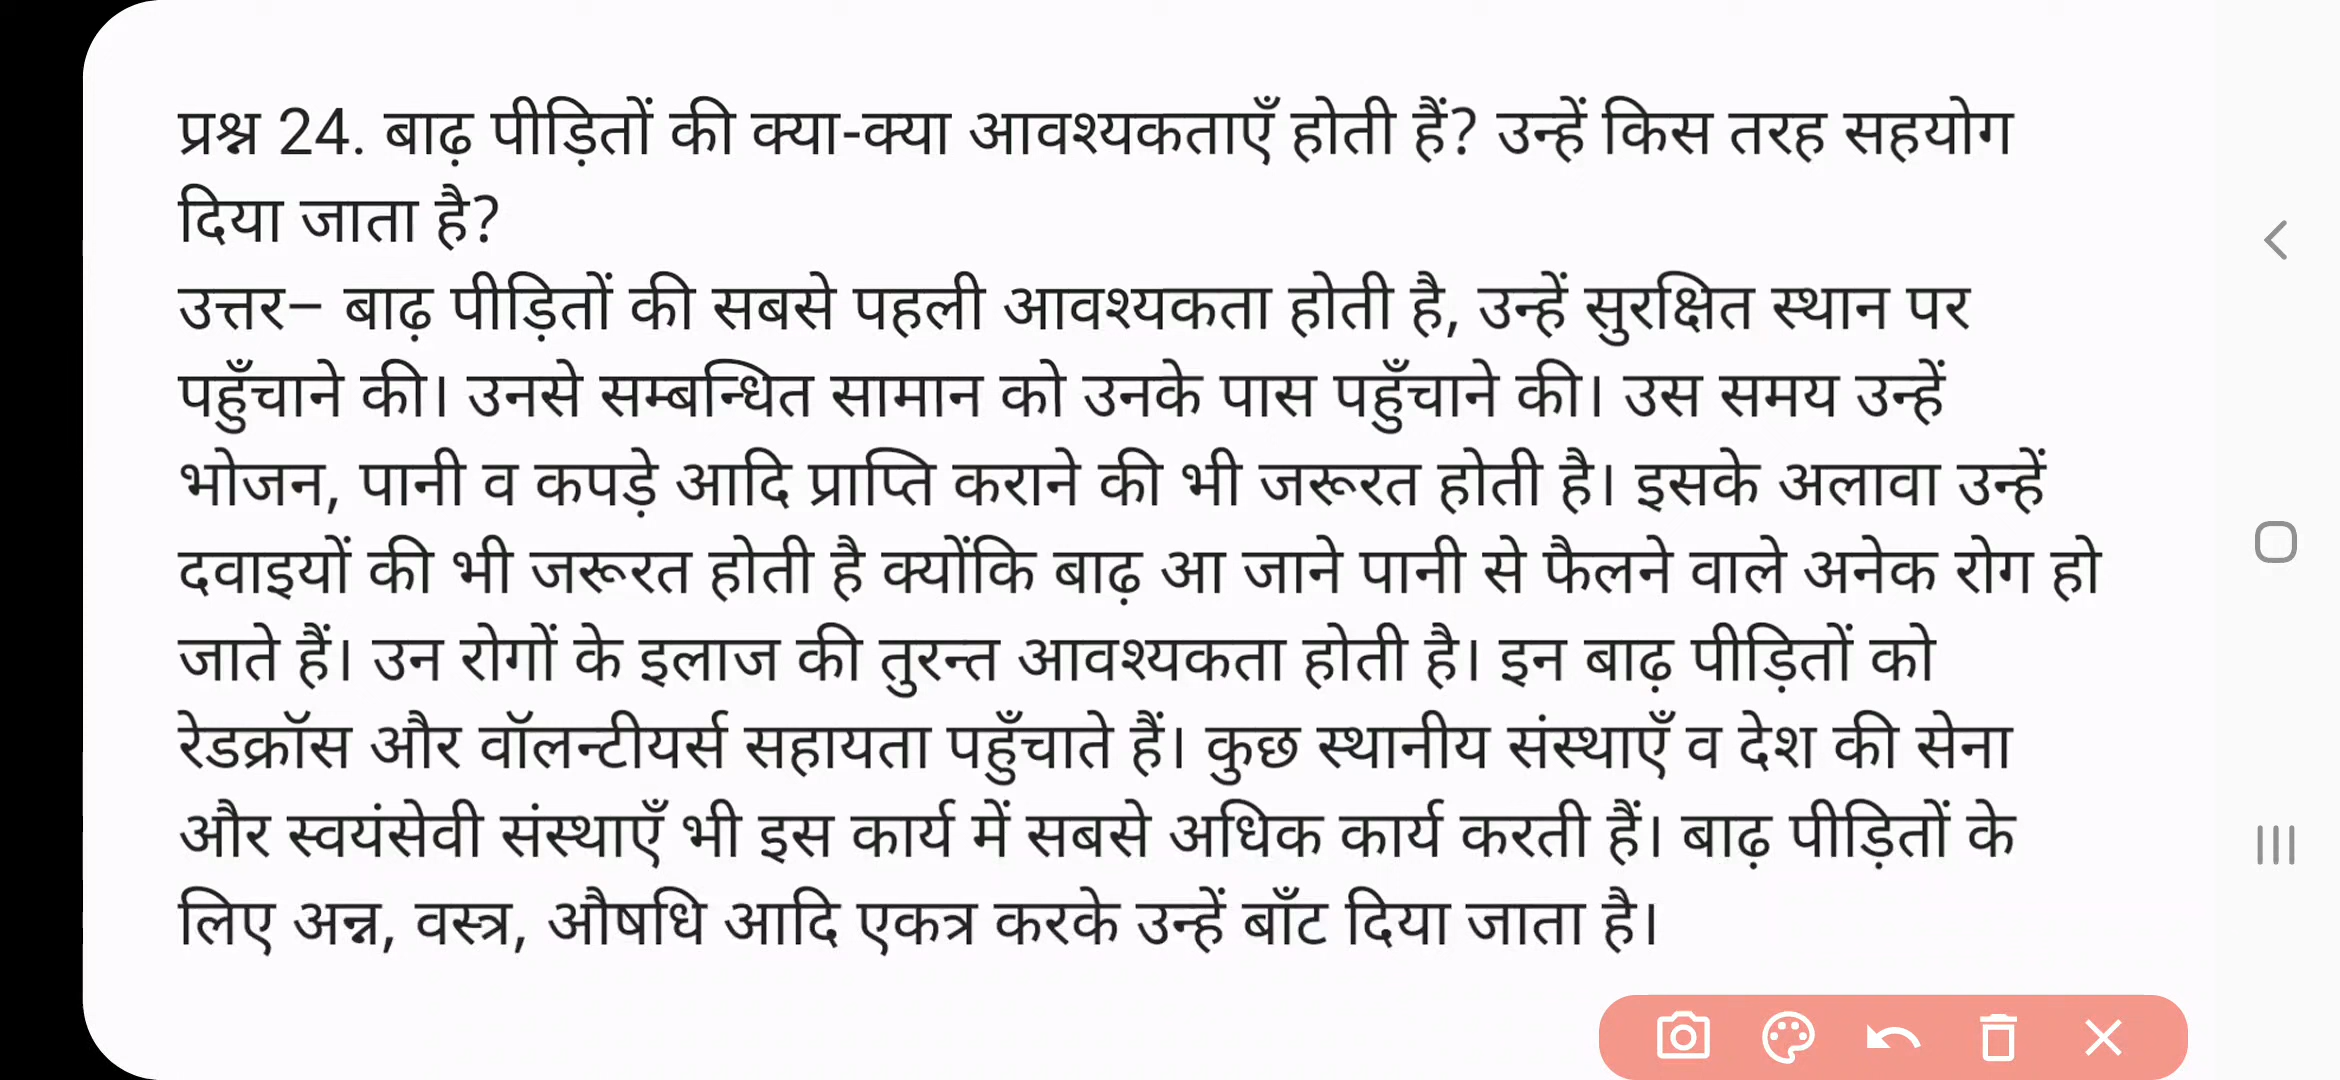 प्रश्न 24. बाढ़ पीड़ितों की क्या-क्या आवश्यकताएँ होती हैं? उन्हें किस तरह सहयोग
दिया जाता है?
उत्तर– बाढ़ पीड़ितों की सबसे पहली आवश्यकता होती है, उन्हें सुरक्षित स्थान पर
पहुँचाने की। उनसे सम्बन्धित सामान को उनके पास पहुँचाने की। उस समय उन्हें
भोजन, पानी व कपड़े आदि प्राप्ति कराने की भी जरूरत होती है। इसके अलावा उन्हें
दवाइयों की भी जरूरत होती है क्योंकि बाढ़ आ जाने पानी से फैलने वाले अनेक रोग हो
जाते हैं। उन रोगों के इलाज की तुरन्त आवश्यकता होती है। इन बाढ़ पीड़ितों को
रेडक्रॉस और वॉलन्टीयर्स सहायता पहुँचाते हैं। कुछ स्थानीय संस्थाएँ व देश की सेना
और स्वयंसेवी संस्थाएँ भी इस कार्य में सबसे अधिक कार्य करती हैं। बाढ़ पीड़ितों के
लिए अन्न, वस्त्र, औषधि आदि एकत्र करके उन्हें बाँट दिया जाता है।